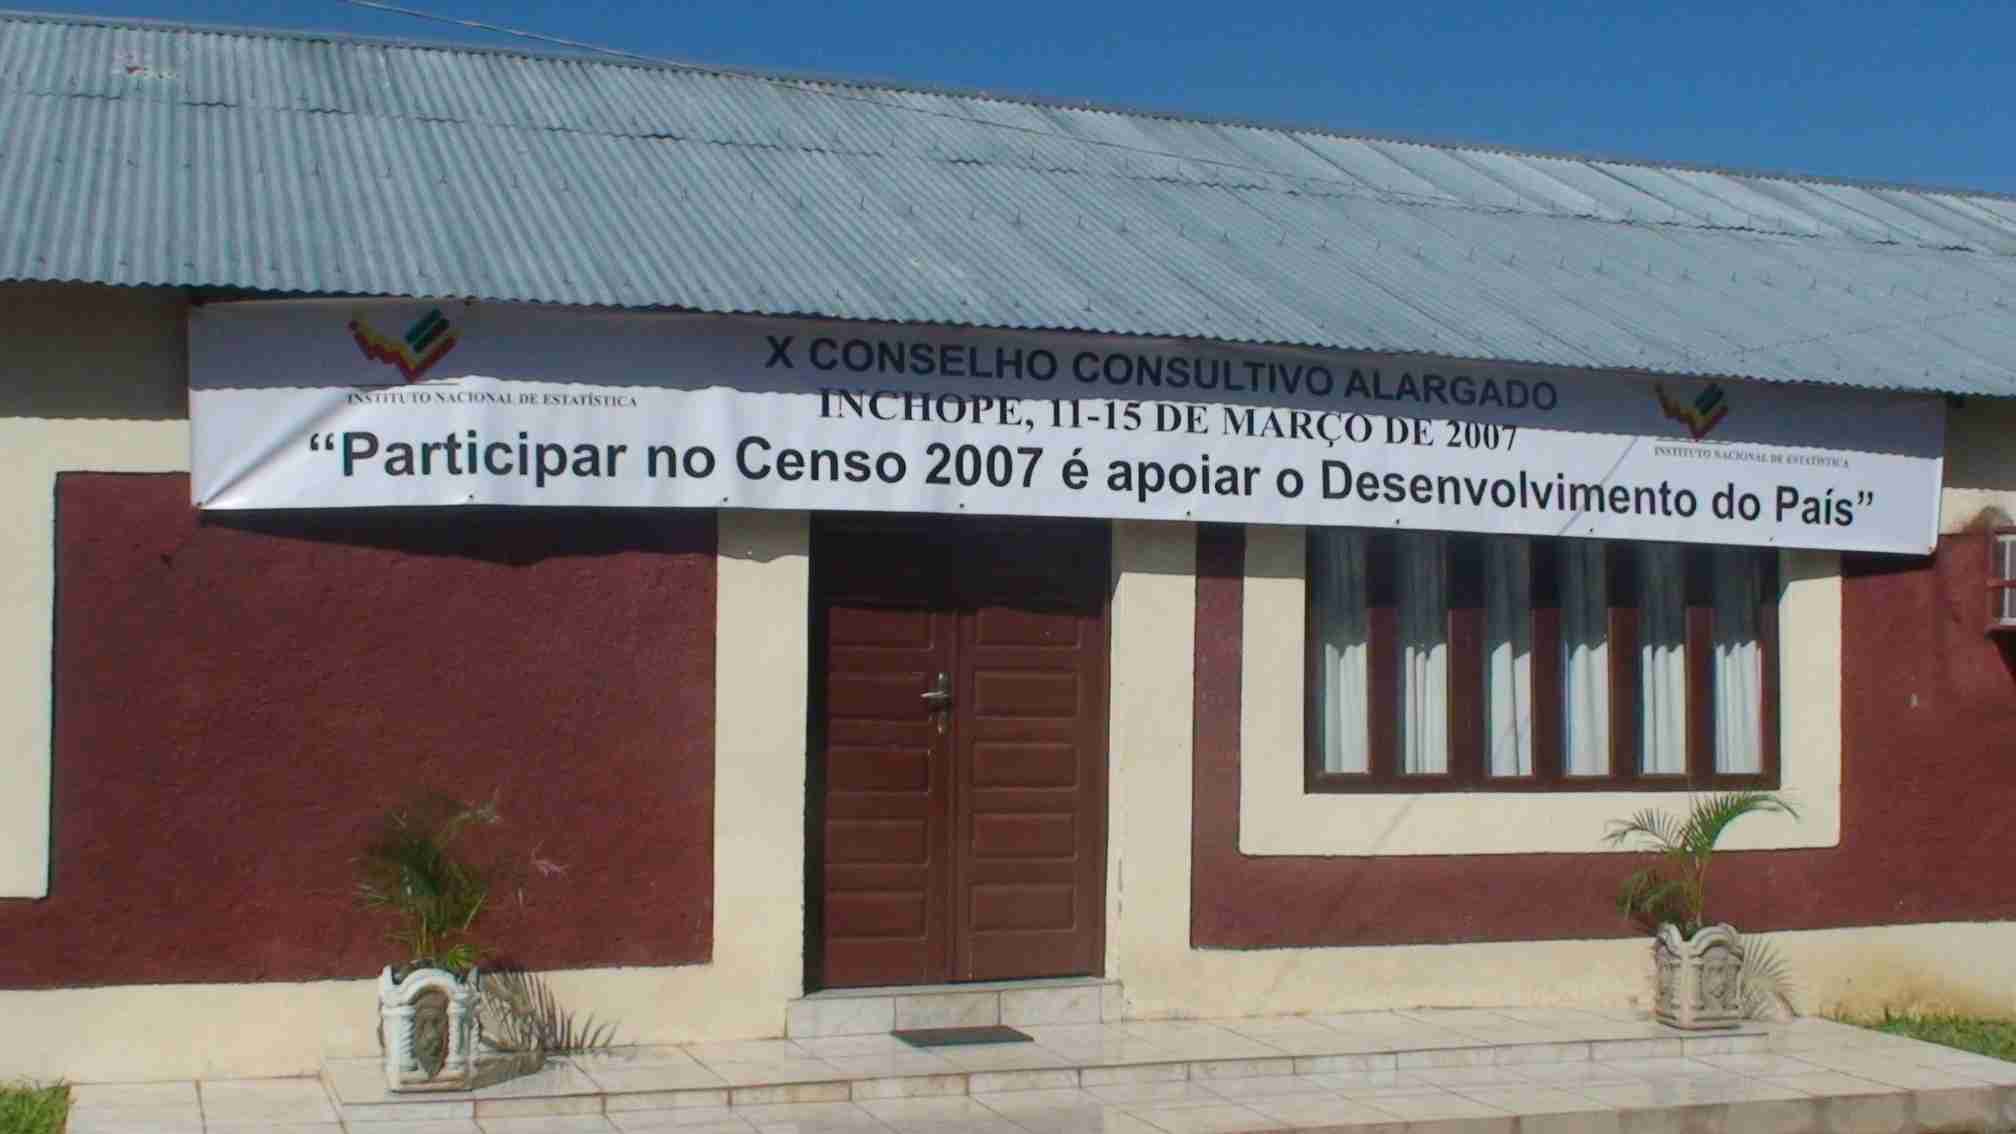 X CONSELHO CONSULTIVO ALARGADO
INSTITUTO NACIONAL DE ESTATÍSTICA
INCHOPE, 11-15 DE MARÇO DE 2007
INSTITUTO NACIONAL DE ESTATÍSTICA
“Participar no Censo 2007 é apoiar o Desenvolvimento do País”